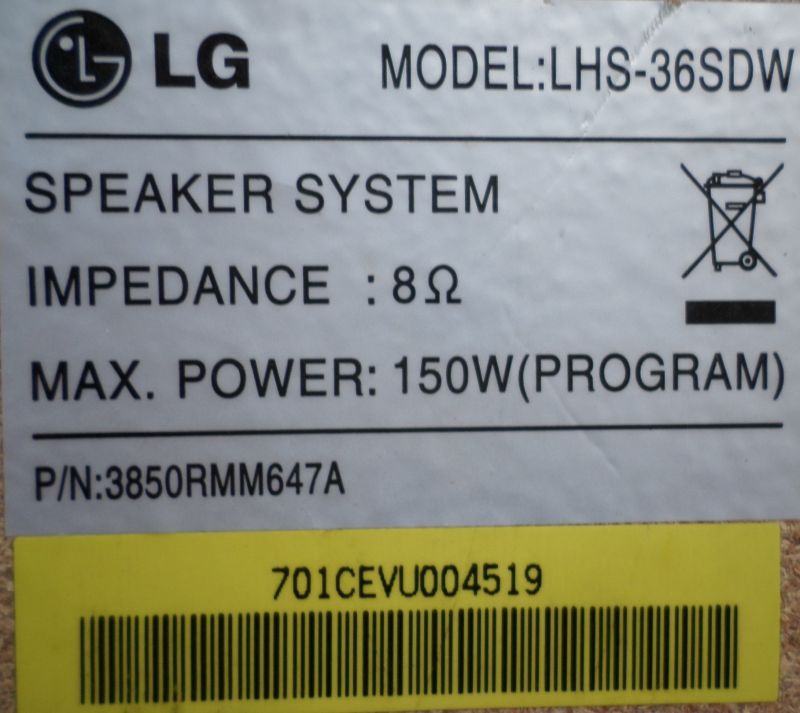 LG MODEL:LHS-36SDW
SPEAKER SYSTEM
IMPEDANCE : 8Ω
MAX. POWER: 150W(PROGRAM)
P/N:3850RMM647A
701CEVU004519